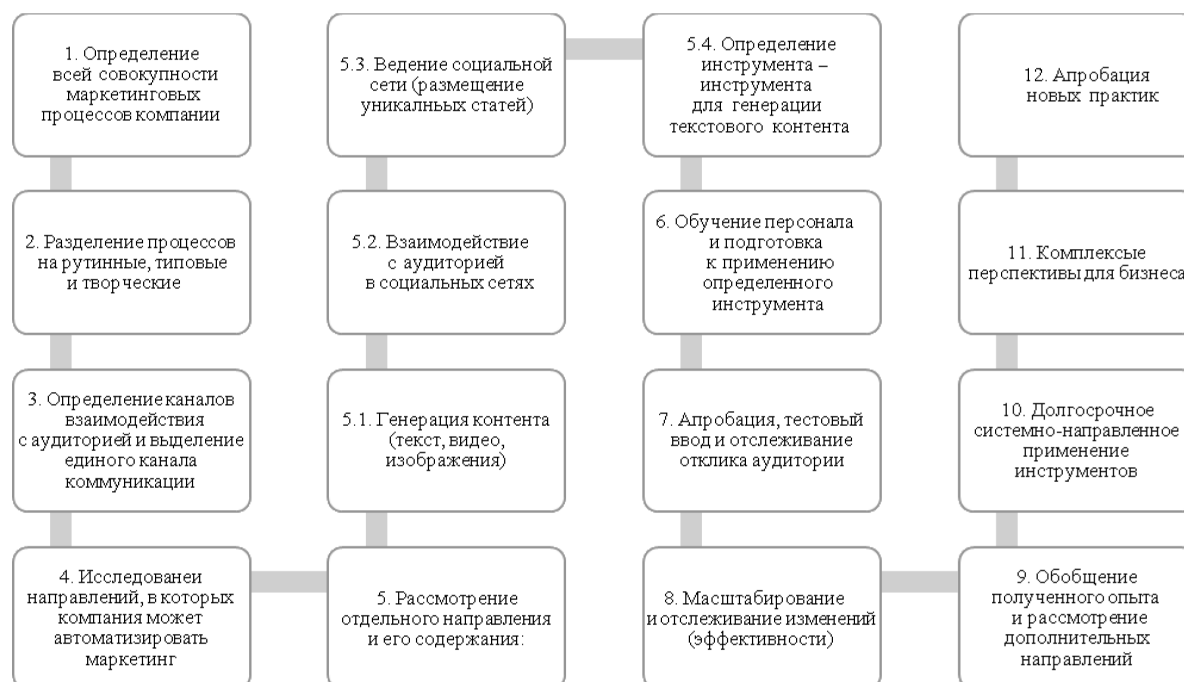 1. Определение
всей совокупности
маркетинговых
процессов компании
2. Разделение процессов
на рутинные, типовые
и творческие
3. Определение каналов
взаимодействия
с аудиторией и выделение
единого канала
коммуникации
4. Исследованеи
направлений, в которых
компания может
автоматизировать
маркетинг
5. Рассмотрение
отдельного направления
и его содержания:
5.1. Генерация контента
(текст, видео,
изображения)
5.2. Взаимодействие
с аудиторией
в социальных сетях
5.3. Ведение социальной
сети (размещение
уникалньых статей)
5.4. Определение
инструмента –
инструмента
для генерации
текстового контента
6. Обучение персонала
и подготовка
к применению
определенного
инструмента
7. Апробация, тестовый
ввод и отслеживание
отклика аудитории
8. Масштабирование
и отслеживание изменений
(эффективности)
9. Обобщение
полученного опыта
и рассмотрение
дополнительных
направлений
10. Долгосрочное
системно-направленное
применение
инструментов
11. Комплексые
перспективы для бизнеса
12. Апробация
новых практик